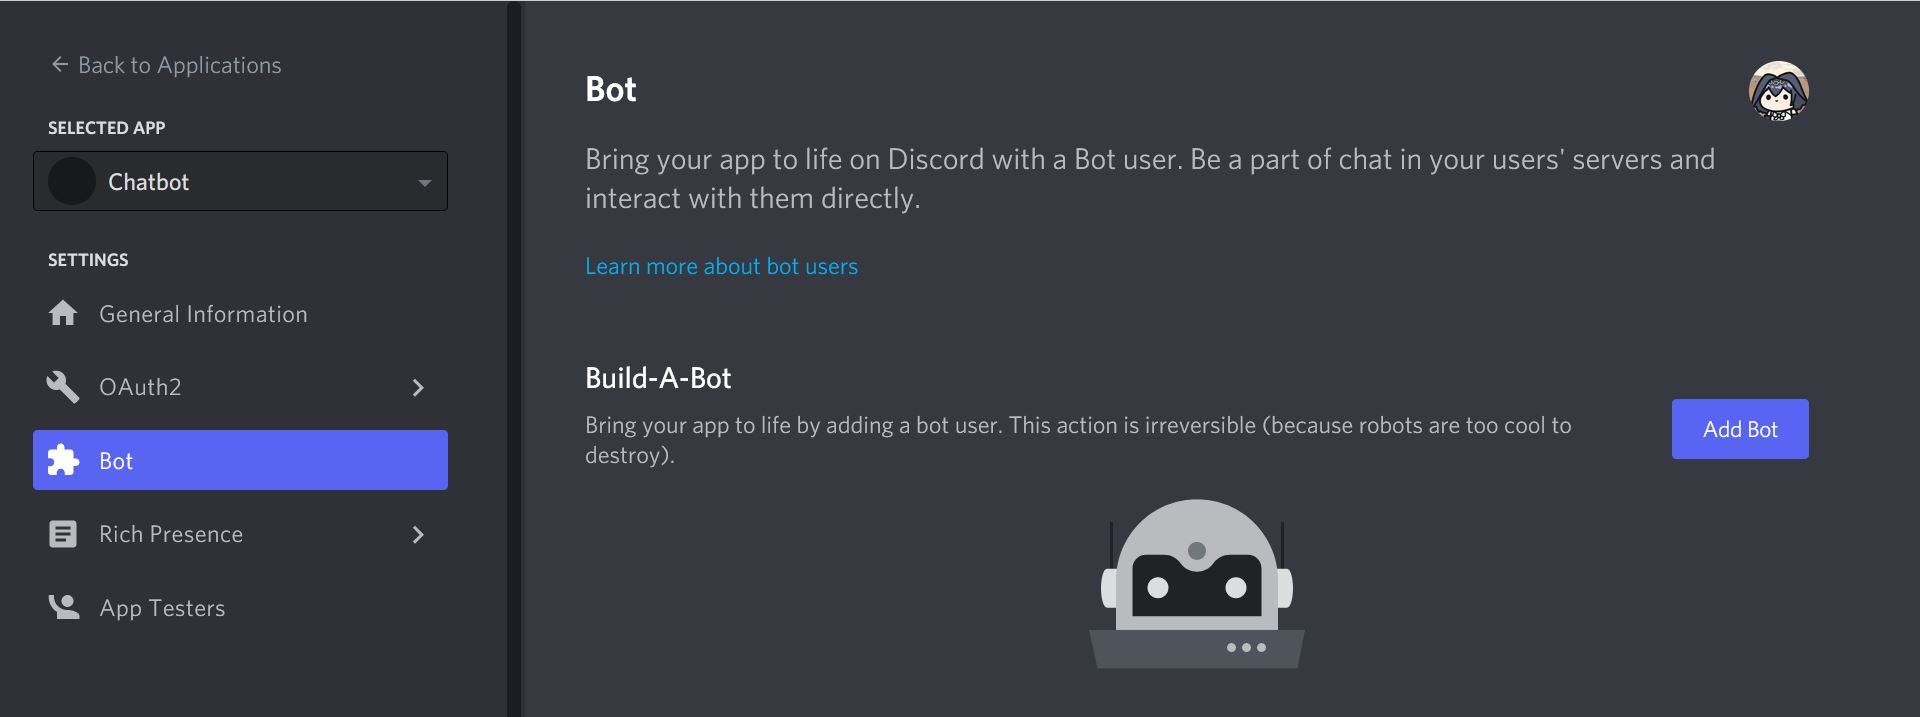 ← Back to Applications
SELECTED APP
Chatbot
SETTINGS
General Information
OAuth2
Bot
Rich Presence
App Testers
Bot
Bring your app to life on Discord with a Bot user. Be a part of chat in your users' servers and
interact with them directly.
Learn more about bot users
Build-A-Bot
Bring your app to life by adding a bot user. This action is irreversible (because robots are too cool to
destroy).
Add Bot